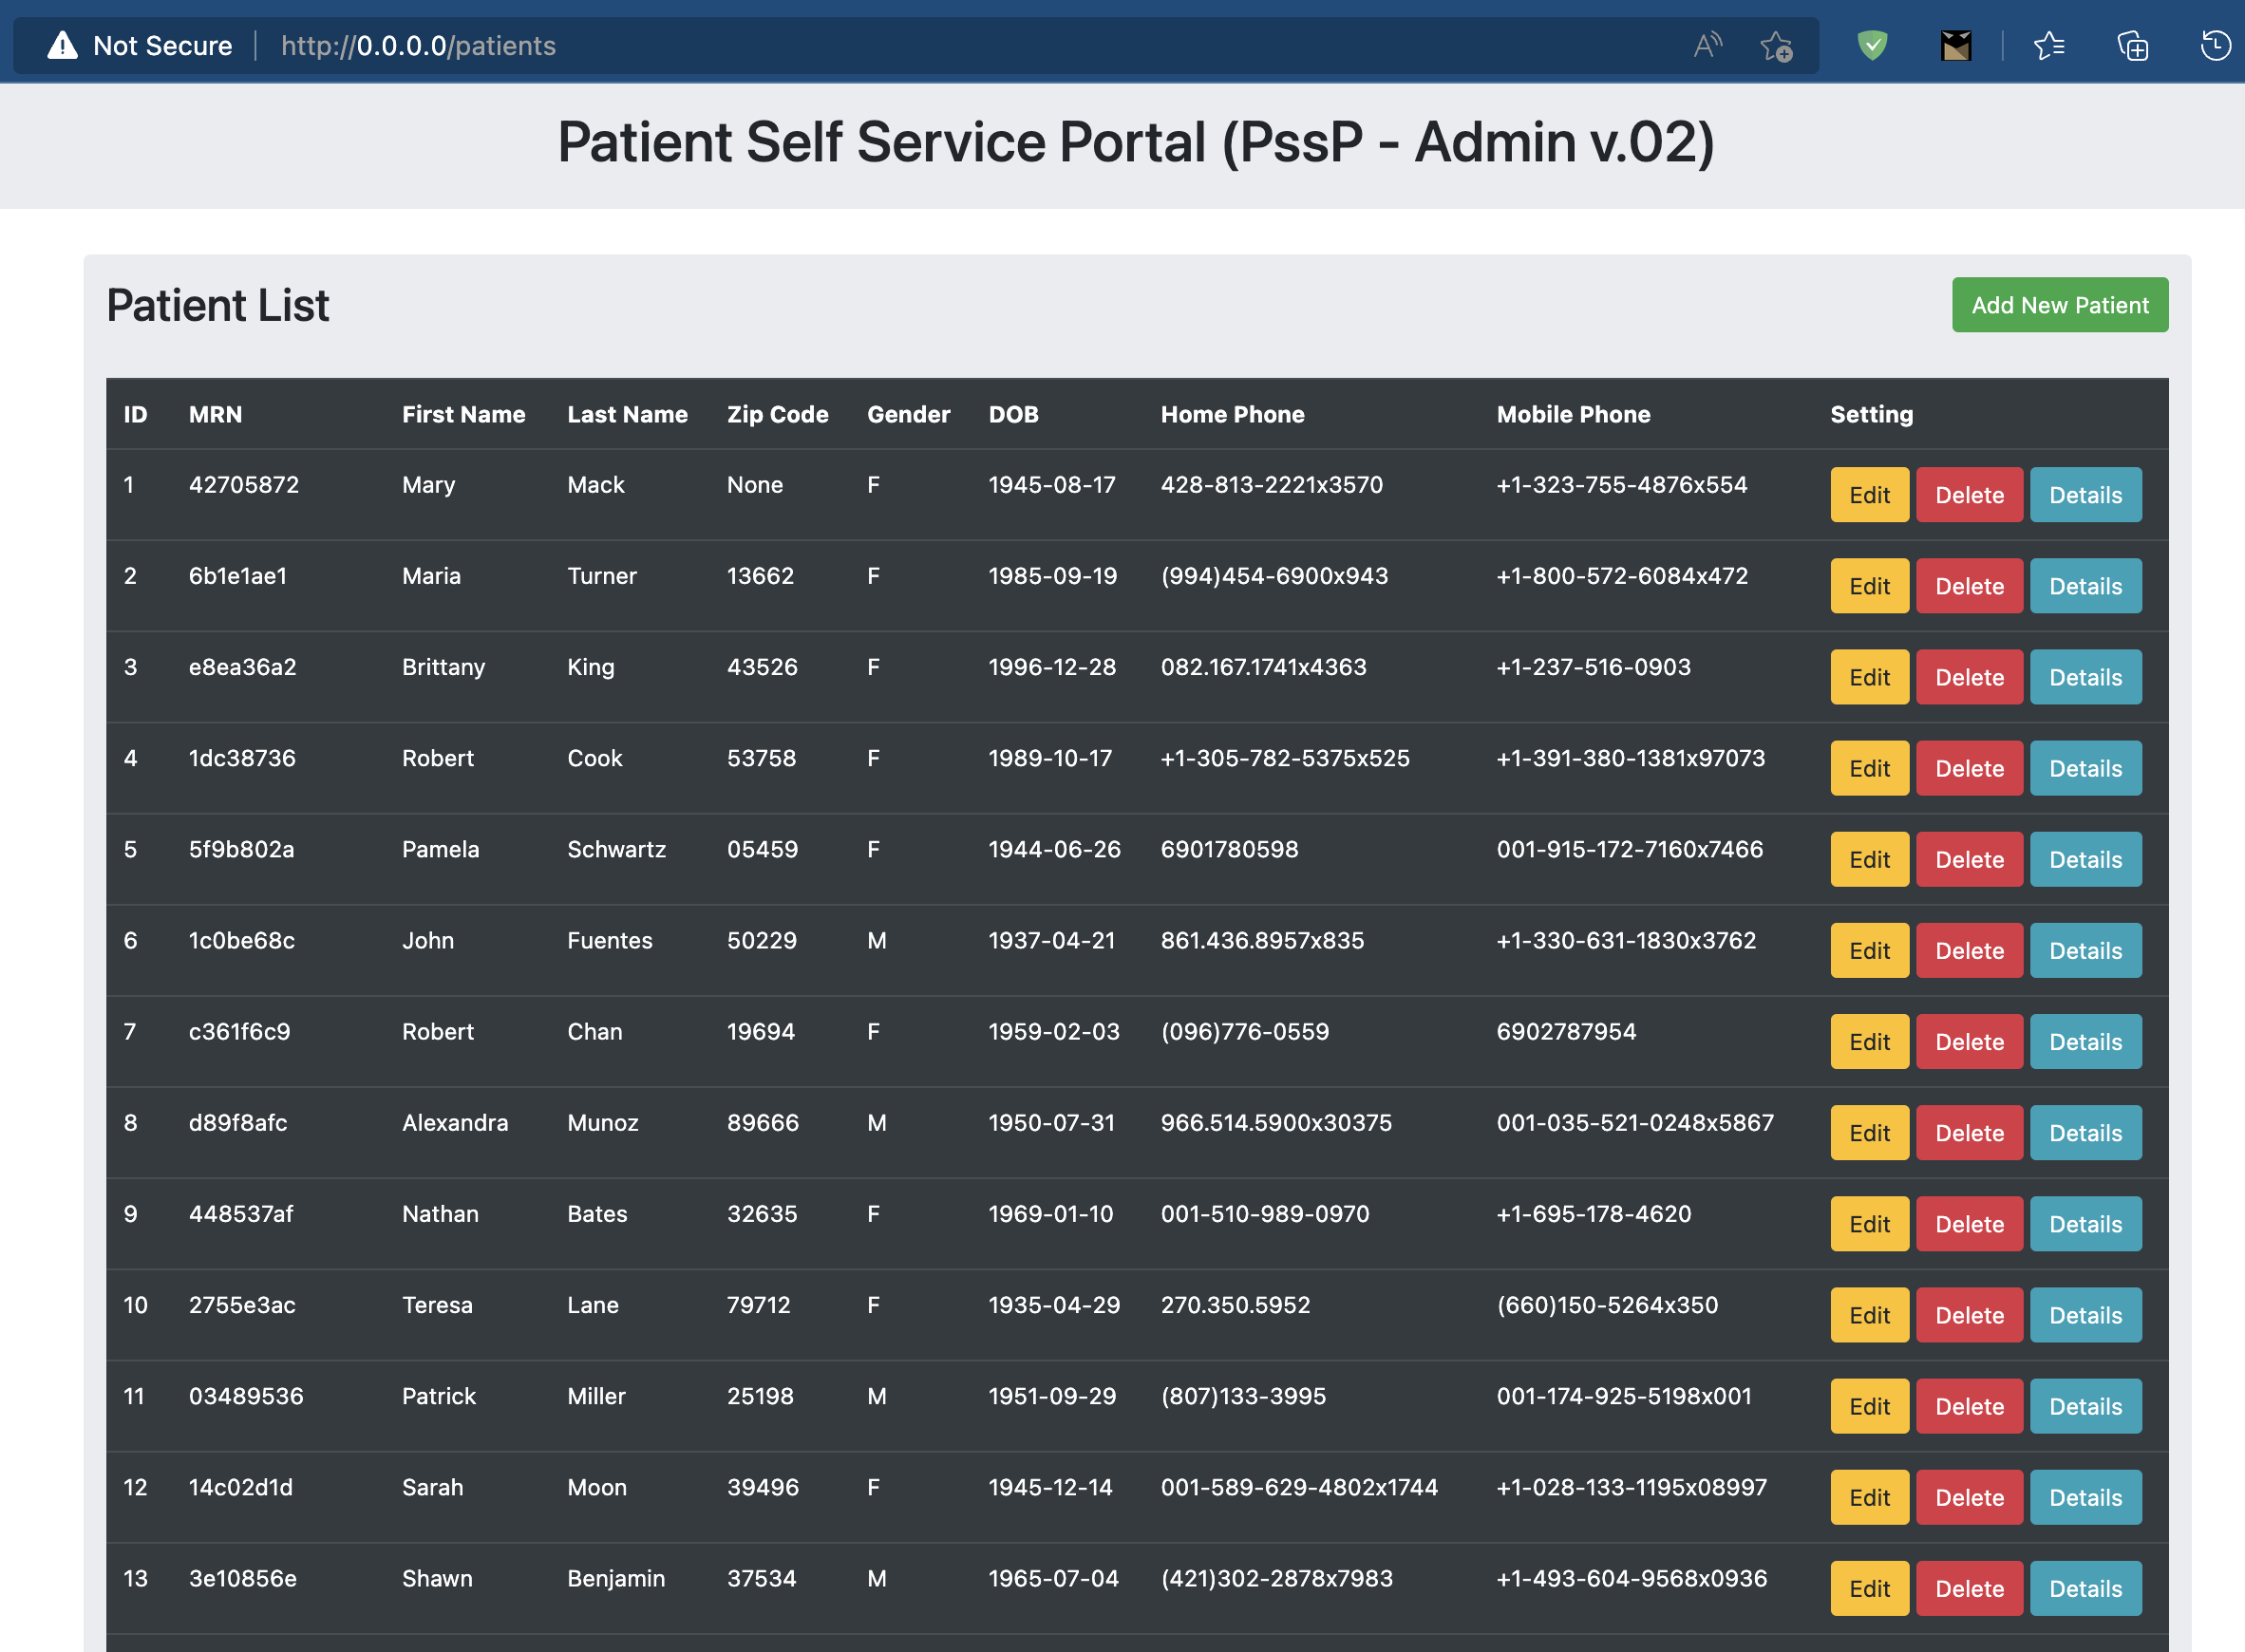 Not Secure | http://0.0.0.0/patients
Patient Self Service Portal (PssP - Admin v.02)
Patient List Add New Patient
ID MRN First Name Last Name Zip Code Gender DOB Home Phone Mobile Phone Setting
1 42705872 Mary Mack None F 1945-08-17 428-813-2221x3570 +1-323-755-4876x554 Edit Delete Details
2 6b1e1ae1 Maria Turner 13662 F 1985-09-19 (994)454-6900x943 +1-800-572-6084x472 Edit Delete Details
3 e8ea36a2 Brittany King 43526 F 1996-12-28 082.167.1741x4363 +1-237-516-0903 Edit Delete Details
4 1dc38736 Robert Cook 53758 F 1989-10-17 +1-305-782-5375x525 +1-391-380-1381x97073 Edit Delete Details
5 5f9b802a Pamela Schwartz 05459 F 1944-06-26 6901780598 001-915-172-7160x7466 Edit Delete Details
6 1c0be68c John Fuentes 50229 M 1937-04-21 861.436.8957x835 +1-330-631-1830x3762 Edit Delete Details
7 c361f6c9 Robert Chan 19694 F 1959-02-03 (096)776-0559 6902787954 Edit Delete Details
8 d89f8afc Alexandra Munoz 89666 M 1950-07-31 966.514.5900x30375 001-035-521-0248x5867 Edit Delete Details
9 448537af Nathan Bates 32635 F 1969-01-10 001-510-989-0970 +1-695-178-4620 Edit Delete Details
10 2755e3ac Teresa Lane 79712 F 1935-04-29 270.350.5952 (660)150-5264x350 Edit Delete Details
11 03489536 Patrick Miller 25198 M 1951-09-29 (807)133-3995 001-174-925-5198x001 Edit Delete Details
12 14c02d1d Sarah Moon 39496 F 1945-12-14 001-589-629-4802x1744 +1-028-133-1195x08997 Edit Delete Details
13 3e10856e Shawn Benjamin 37534 M 1965-07-04 (421)302-2878x7983 +1-493-604-9568x0936 Edit Delete Details